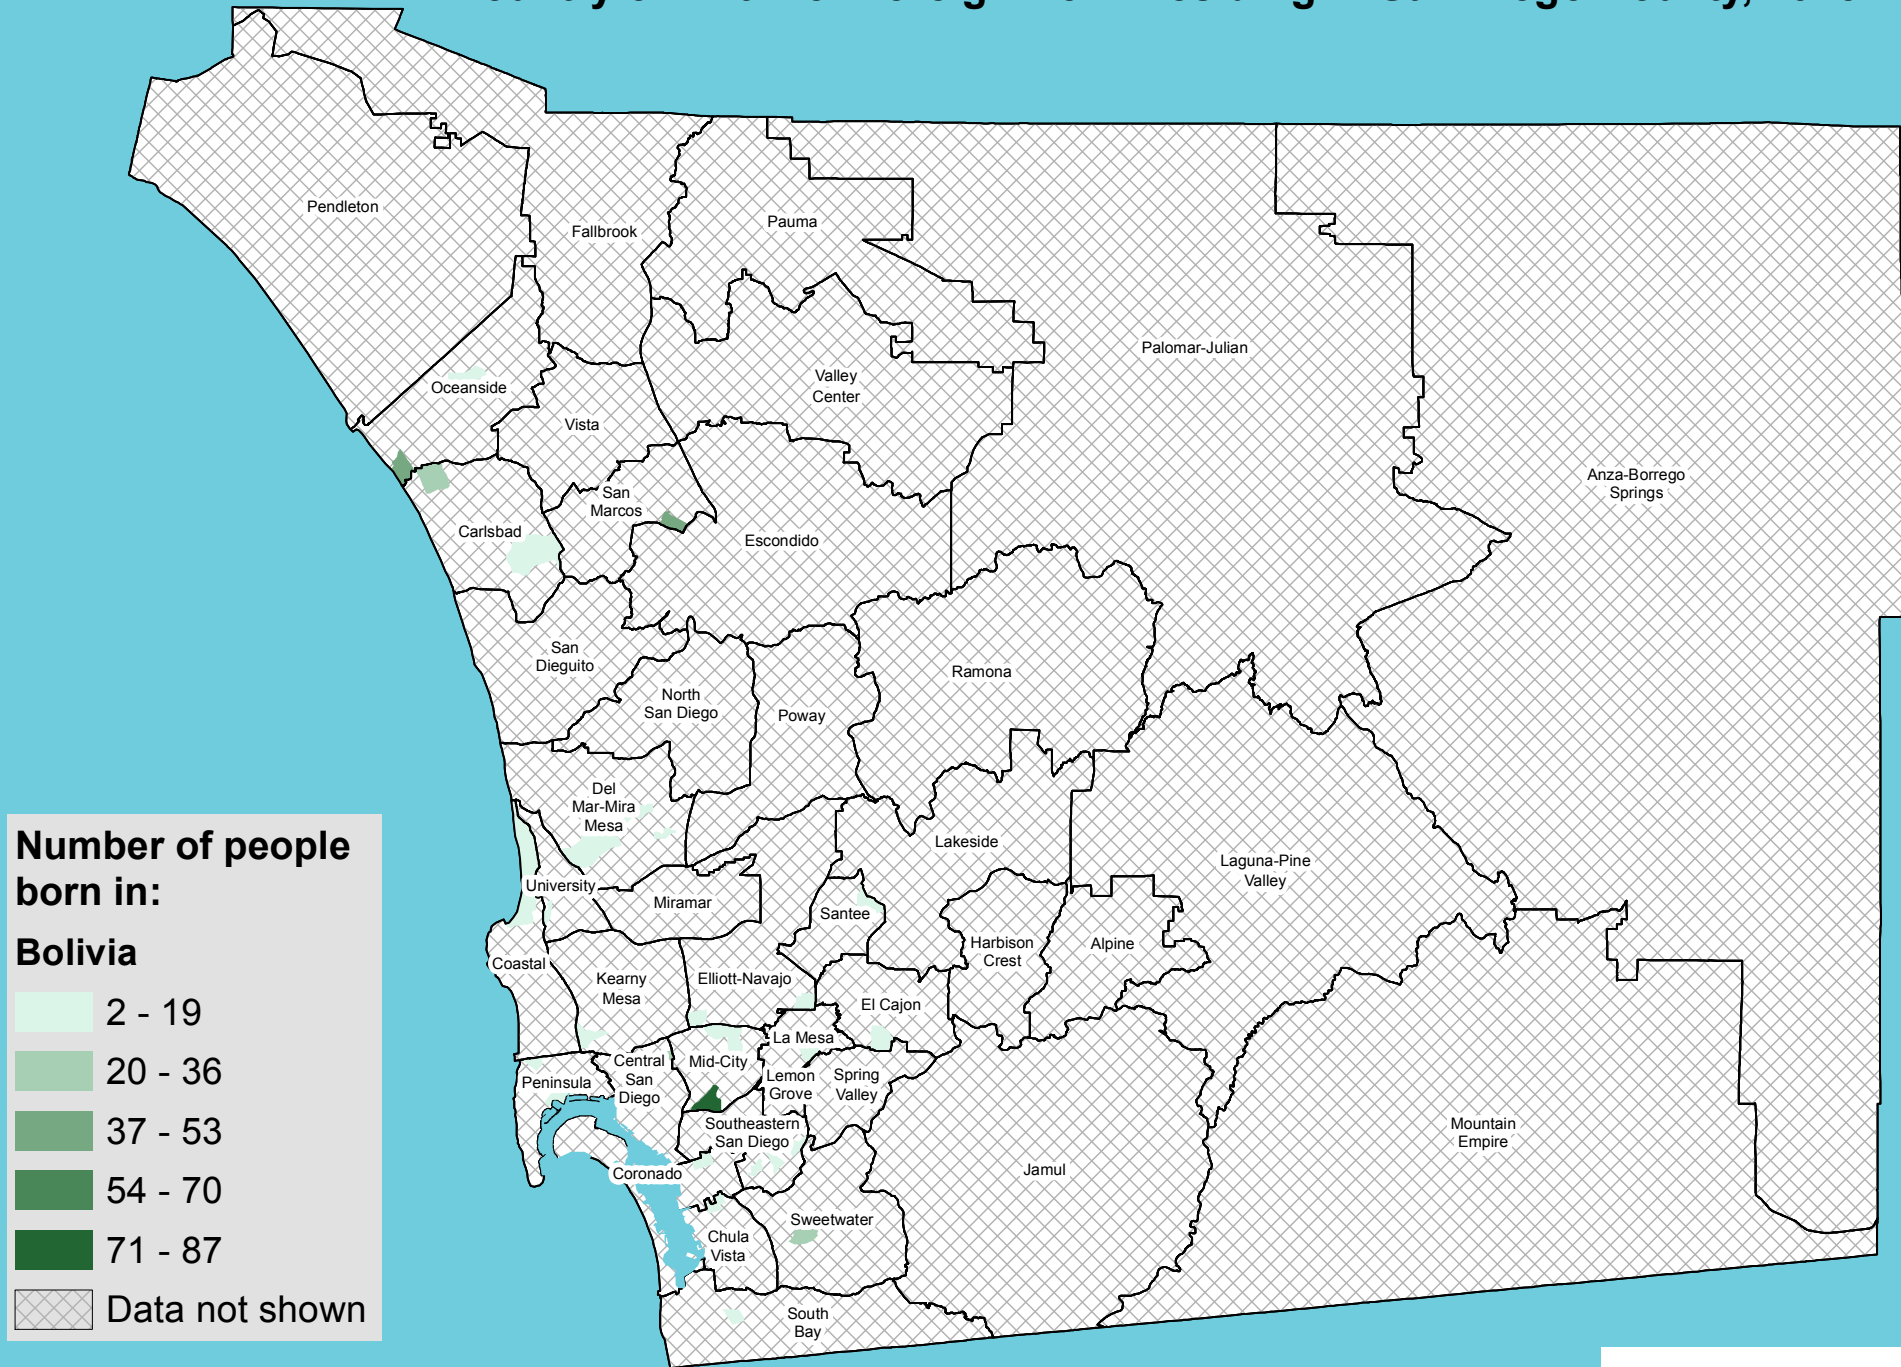 Pendleton
Fallbrook
Pauma
Palomar-Julian
Valley
Center
Oceanside
Vista
Anza-Borrego
Springs
San
Marcos
Carlsbad
Escondido
San
Dieguito
Ramona
North
San Diego
Poway
Del
Mar-Mira
Mesa
Lakeside
Laguna-Pine
Valley
University
Miramar
Santee
Harbison
Crest
Alpine
Coastal
Kearny
Mesa
Elliott-Navajo
El Cajon
La Mesa
Central
San
Diego
Mid-City
Peninsula
Lemon
Grove
Spring
Valley
Southeastern
San Diego
Mountain
Empire
Coronado
Jamul
Sweetwater
Chula
Vista
South
Bay
Number of people
born in:
Bolivia
2 - 19
20 - 36
37 - 53
54 - 70
71 - 87
Data not shown